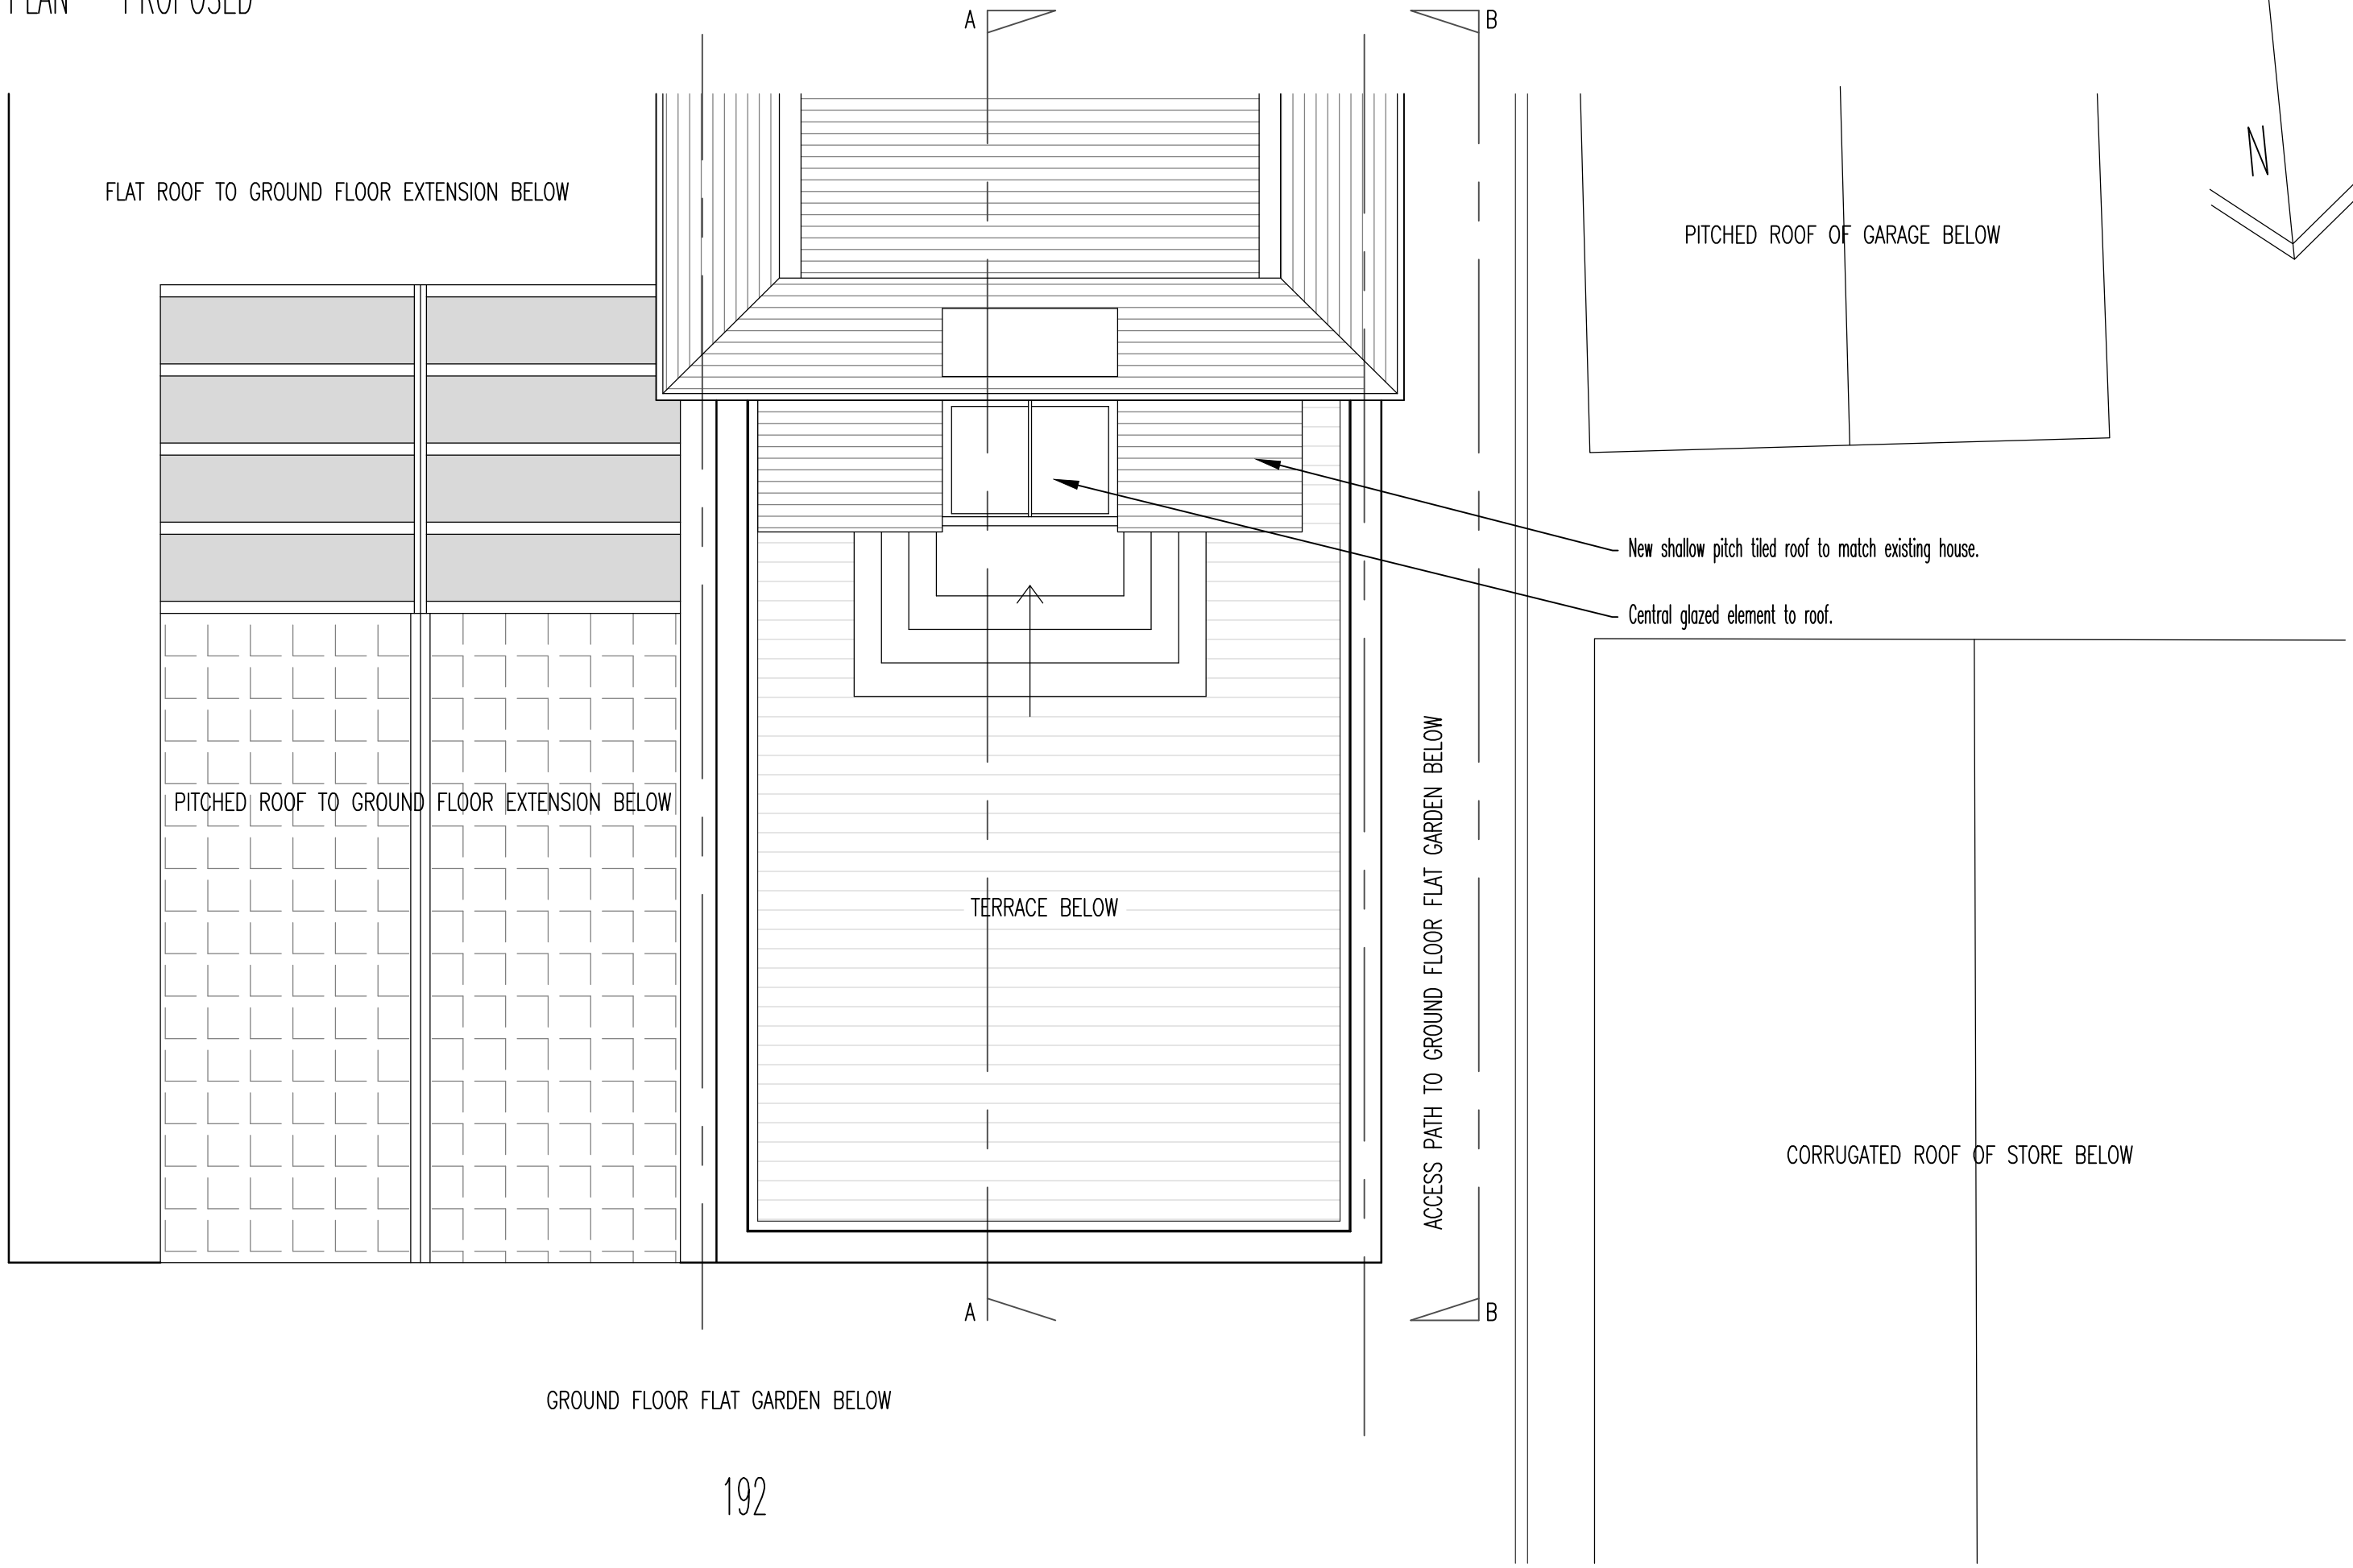 PLAN PROPOSED
A
B
FLAT ROOF TO GROUND FLOOR EXTENSION BELOW
N
PITCHED ROOF OF GARAGE BELOW
New shallow pitch tiled roof to match existing house.
Central glazed element to roof.
PITCHED ROOF TO GROUND FLOOR EXTENSION BELOW
TERRACE BELOW
ACCESS PATH TO GROUND FLOOR FLAT GARDEN BELOW
CORRUGATED ROOF OF STORE BELOW
A
B
GROUND FLOOR FLAT GARDEN BELOW
192